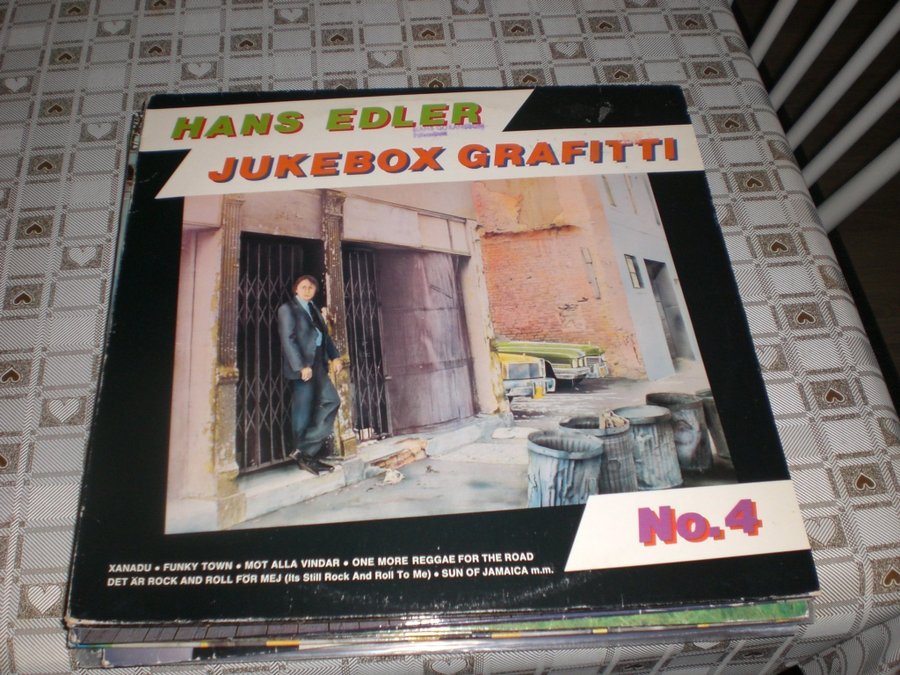 HANS EDLER
JUKEBOX GRAFITTI
No.4
XANADU • FUNKY TOWN • MOT ALLA VINDAR • ONE MORE REGGAE FOR THE ROAD
DET ÄR ROCK AND ROLL FÖR MEJ (Its Still Rock And Roll To Me) • SUN OF JAMAICA m.m.